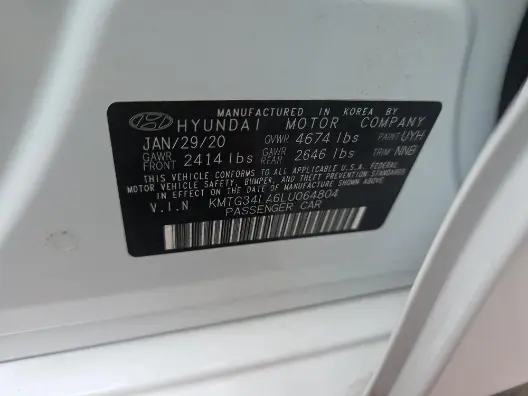 MANUFACTURED IN KOREA BY
HYUNDAI MOTOR COMPANY
JAN/29/20 GVWR 4674 lbs PAINT UYH
GAWR FRONT 2414 lbs GAWR REAR 2646 lbs TRIM NNB
THIS VEHICLE CONFORMS TO ALL APPLICABLE U.S.A. FEDERAL
MOTOR VEHICLE SAFETY, BUMPER, AND THEFT PREVENTION STANDARDS
IN EFFECT ON THE DATE OF MANUFACTURE SHOWN ABOVE.
V.I.N KMTG34LA6LU064804
PASSENGER CAR